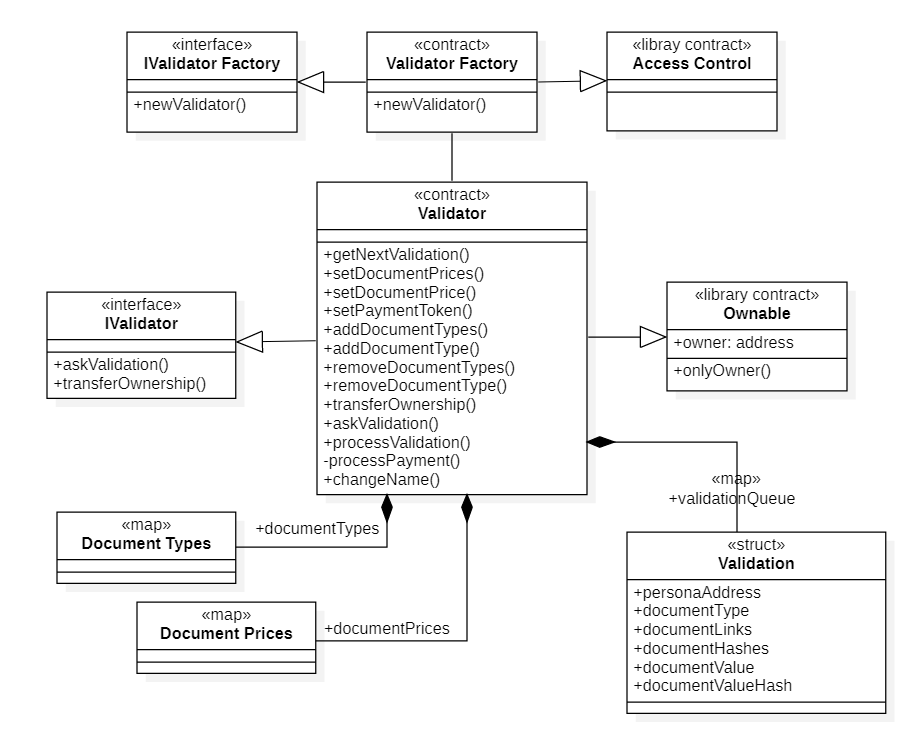 «interface»
IValidator Factory
+newValidator()
«contract»
Validator Factory
+newValidator()
«libray contract»
Access Control
«contract»
Validator
+getNextValidation()
+setDocumentPrices()
+setDocumentPrice()
+setPaymentToken()
+addDocumentTypes()
+addDocumentType()
+removeDocumentTypes()
+removeDocumentType()
+transferOwnership()
+askValidation()
+processValidation()
-processPayment()
+changeName()
«interface»
IValidator
+askValidation()
+transferOwnership()
«library contract»
Ownable
+owner: address
+onlyOwner()
«map»
+validationQueue
«map»
Document Types
+documentTypes
«map»
Document Prices
+documentPrices
«struct»
Validation
+personaAddress
+documentType
+documentLinks
+documentHashes
+documentValue
+documentValueHash